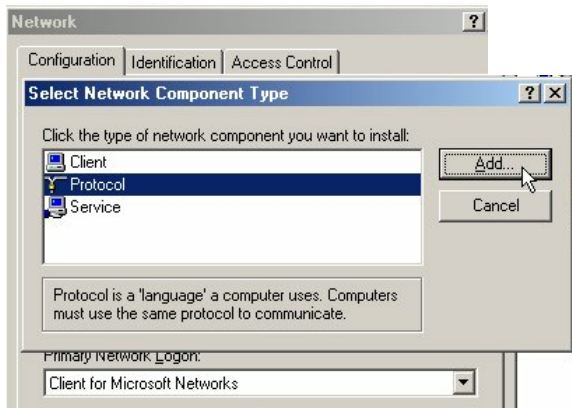 Network
Configuration Identification Access Control
Select Network Component Type
Click the type of network component you want to install:
Client
Add...
Protocol
Service
Cancel
Protocol is a 'language' a computer uses. Computers
must use the same protocol to communicate.
Primary Network Logon:
Client for Microsoft Networks